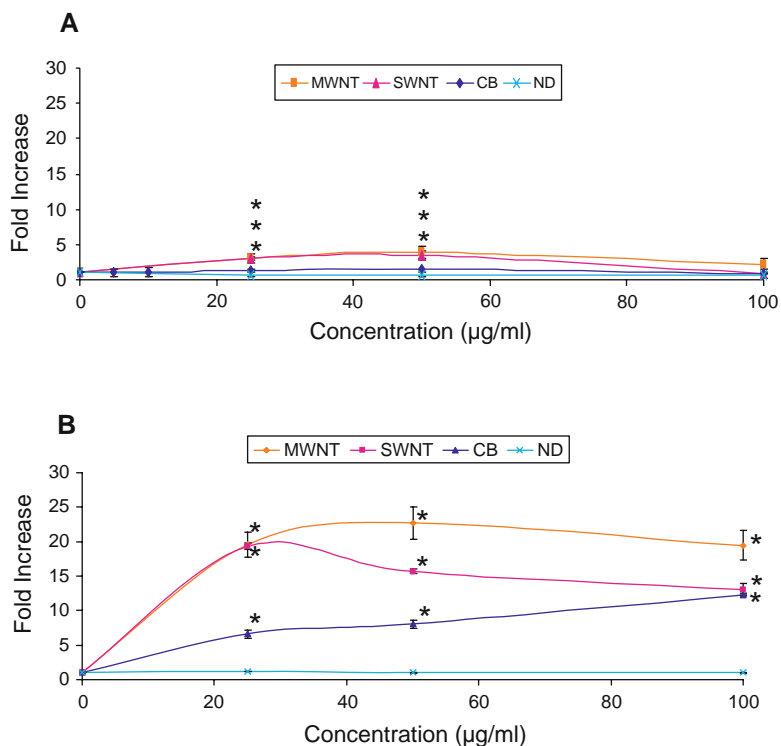 A
MWNT SWNT CB ND
30
25
20
15
10
5
0
Fold Increase
* *
* *
* *
0 20 40 60 80 100
Concentration (µg/ml)
B
MWNT SWNT CB ND
30
25
20
15
10
5
0
Fold Increase
* * *
* * *
* * *
0 20 40 60 80 100
Concentration (µg/ml)